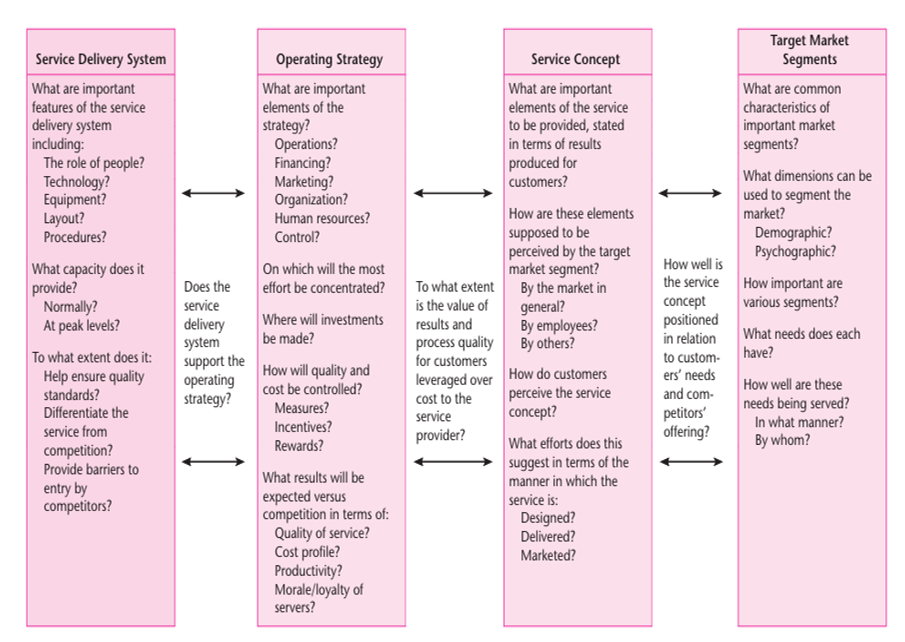 Service Delivery System
What are important
features of the service
delivery system
including:
The role of people?
Technology?
Equipment?
Layout?
Procedures?
What capacity does it
provide?
Normally?
At peak levels?
To what extent does it:
Help ensure quality
standards?
Differentiate the
service from
competition?
Provide barriers to
entry by
competitors?
Does the
service
delivery
system
support the
operating
strategy?
Operating Strategy
What are important
elements of the
strategy?
Operations?
Financing?
Marketing?
Organization?
Human resources?
Control?
On which will the most
effort be concentrated?
Where will investments
be made?
How will quality and
cost be controlled?
Measures?
Incentives?
Rewards?
What results will be
expected versus
competition in terms of:
Quality of service?
Cost profile?
Productivity?
Morale/loyalty of
servers?
To what extent
is the value of
results and
process quality
for customers
leveraged over
cost to the
service
provider?
Service Concept
What are important
elements of the service
to be provided, stated
in terms of results
produced for
customers?
How are these elements
supposed to be
perceived by the target
market segment?
By the market in
general?
By employees?
By others?
How do customers
perceive the service
concept?
What efforts does this
suggest in terms of the
manner in which the
service is:
Designed?
Delivered?
Marketed?
How well is
the service
concept
positioned
in relation
to custom-
ers' needs
and com-
petitors'
offering?
Target Market
Segments
What are common
characteristics of
important market
segments?
What dimensions can be
used to segment the
market?
Demographic?
Psychographic?
How important are
various segments?
What needs does each
have?
How well are these
needs being served?
In what manner?
By whom?